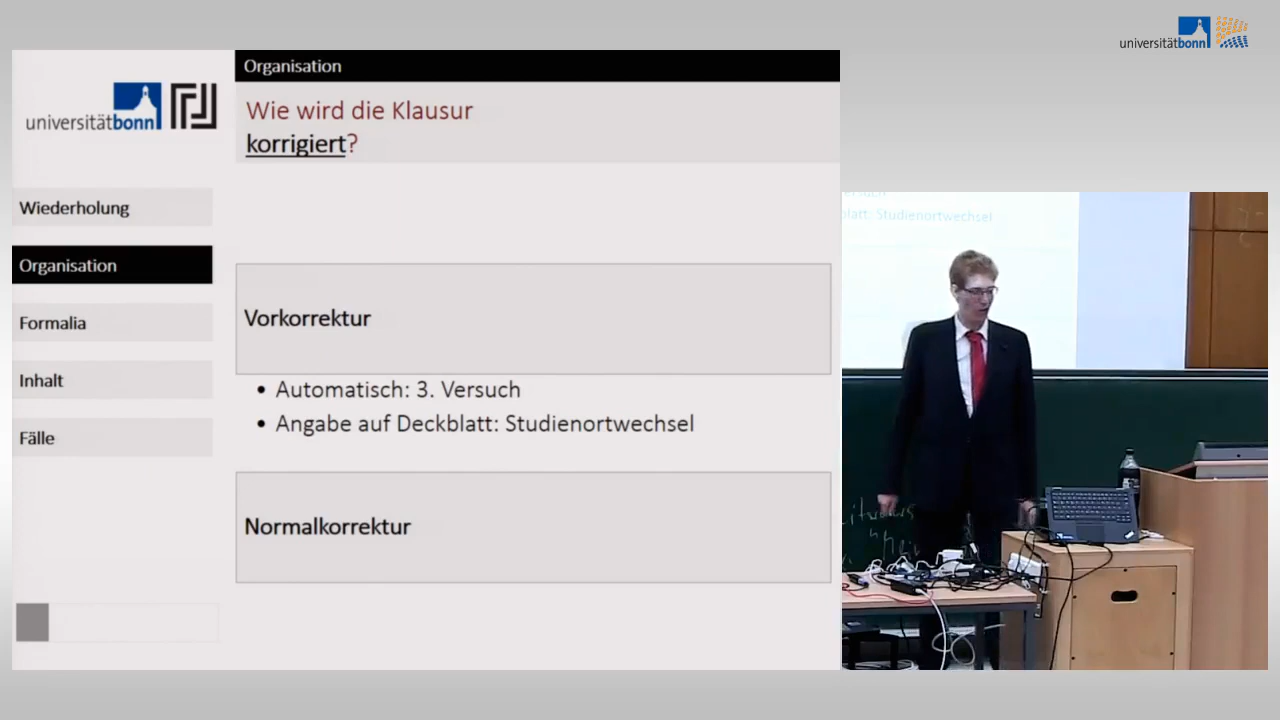 universitätbonn
Organisation
universitätbonn
Wie wird die Klausur
korrigiert?
Wiederholung
Organisation
Formalia
Inhalt
Fälle
Vorkorrektur
• Automatisch: 3. Versuch
• Angabe auf Deckblatt: Studienortwechsel
Normalkorrektur
Studienortwechsel